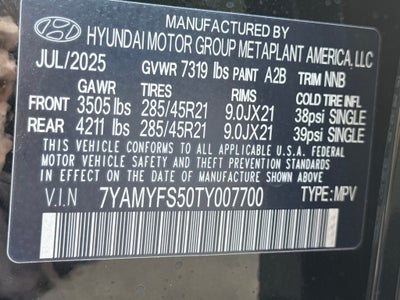 MANUFACTURED BY
HYUNDAI MOTOR GROUP METAPLANT AMERICA, LLC
JUL/2025 GVWR 7319 lbs PAINT A2B TRIM NNB
GAWR TIRES RIMS COLD TIRE INFL.
FRONT 3505 lbs 285/45R21 9.0JX21 38psi SINGLE
REAR 4211 lbs 285/45R21 9.0JX21 39psi SINGLE
THIS VEHICLE CONFORMS TO ALL APPLICABLE U.S.A. FEDERAL
MOTOR VEHICLE SAFETY, BUMPER, AND THEFT PREVENTION STANDARDS
IN EFFECT ON THE DATE OF MANUFACTURE SHOWN ABOVE.
V.I.N 7YAMYFS50TY007700 TYPE:MPV